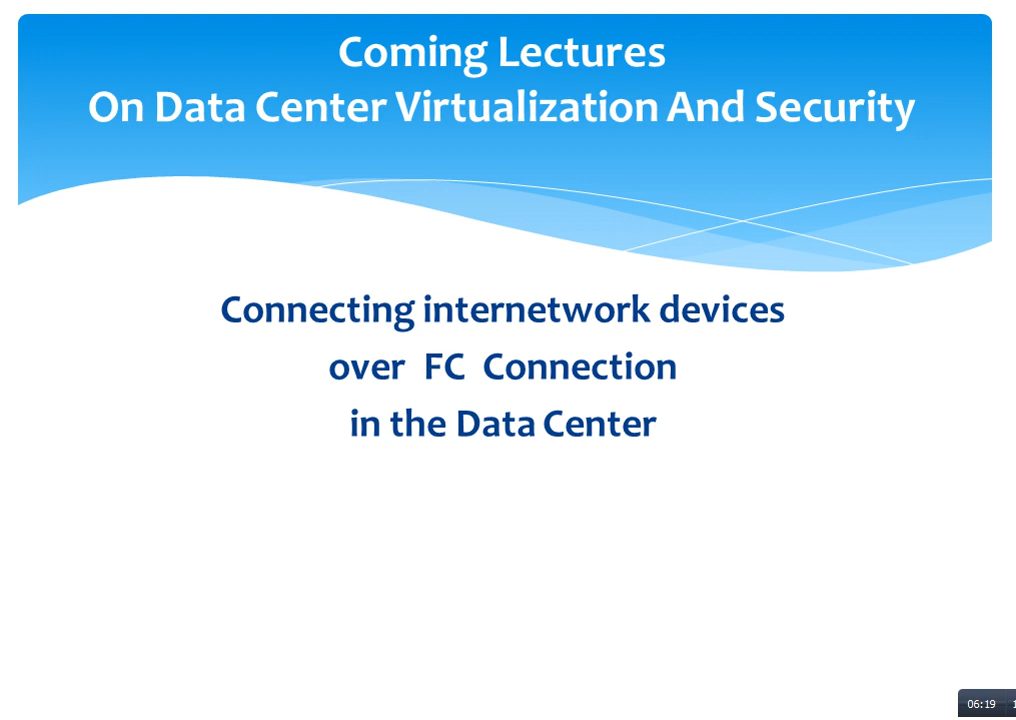 Coming Lectures
On Data Center Virtualization And Security
Connecting internetwork devices
over FC Connection
in the Data Center
06:19